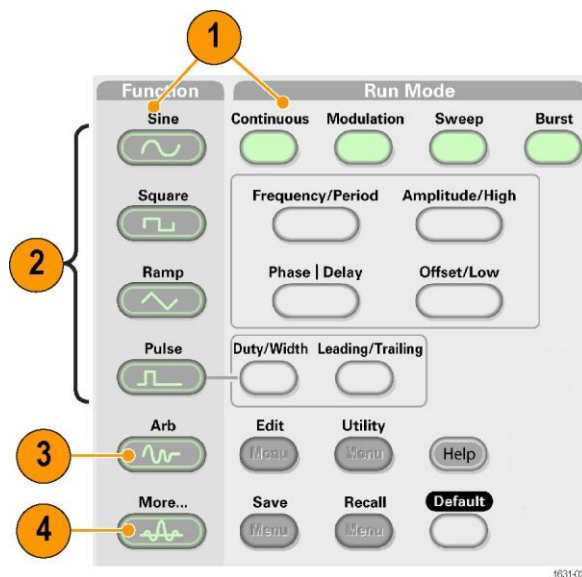 1
Function Run Mode
Sine Continuous Modulation Sweep Burst
2
Square Frequency/Period Amplitude/High
Ramp Phase | Delay Offset/Low
Pulse Duty/Width Leading/Trailing
Arb Edit Utility
3
Menu Menu Help
More... Save Recall Default
4
Menu Menu